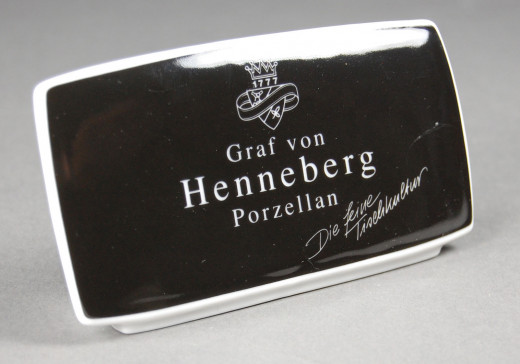 1777
Graf von
Henneberg
Porzellan
Die feine
Tischkultur